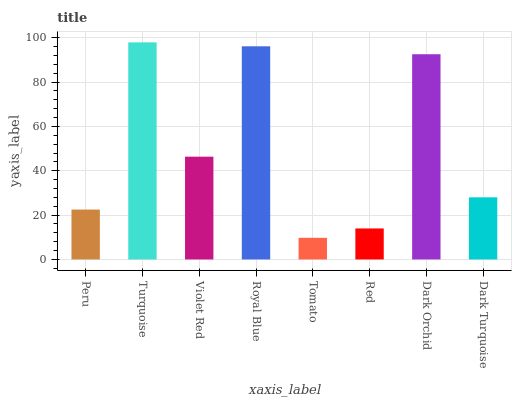 title
yaxis_label
100
80
60
40
20
0
Peru
Turquoise
Violet Red
Royal Blue
Tomato
Red
Dark Orchid
Dark Turquoise
xaxis_label